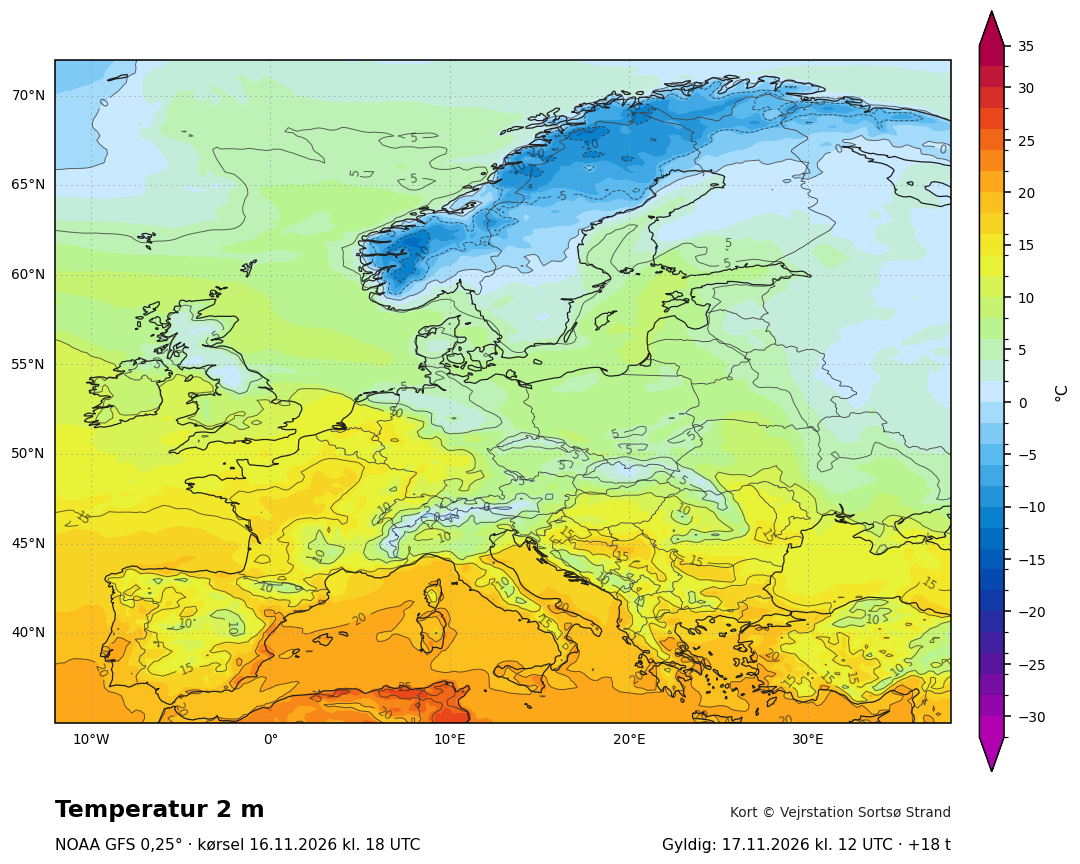 70°N
65°N
60°N
55°N
50°N
45°N
40°N
10°W
0°
10°E
20°E
30°E
35
30
25
20
15
10
5
0
−5
−10
−15
−20
−25
−30
°C
Temperatur 2 m
Kort © Vejrstation Sortsø Strand
NOAA GFS 0,25° · kørsel 16.11.2026 kl. 18 UTC
Gyldig: 17.11.2026 kl. 12 UTC · +18 t